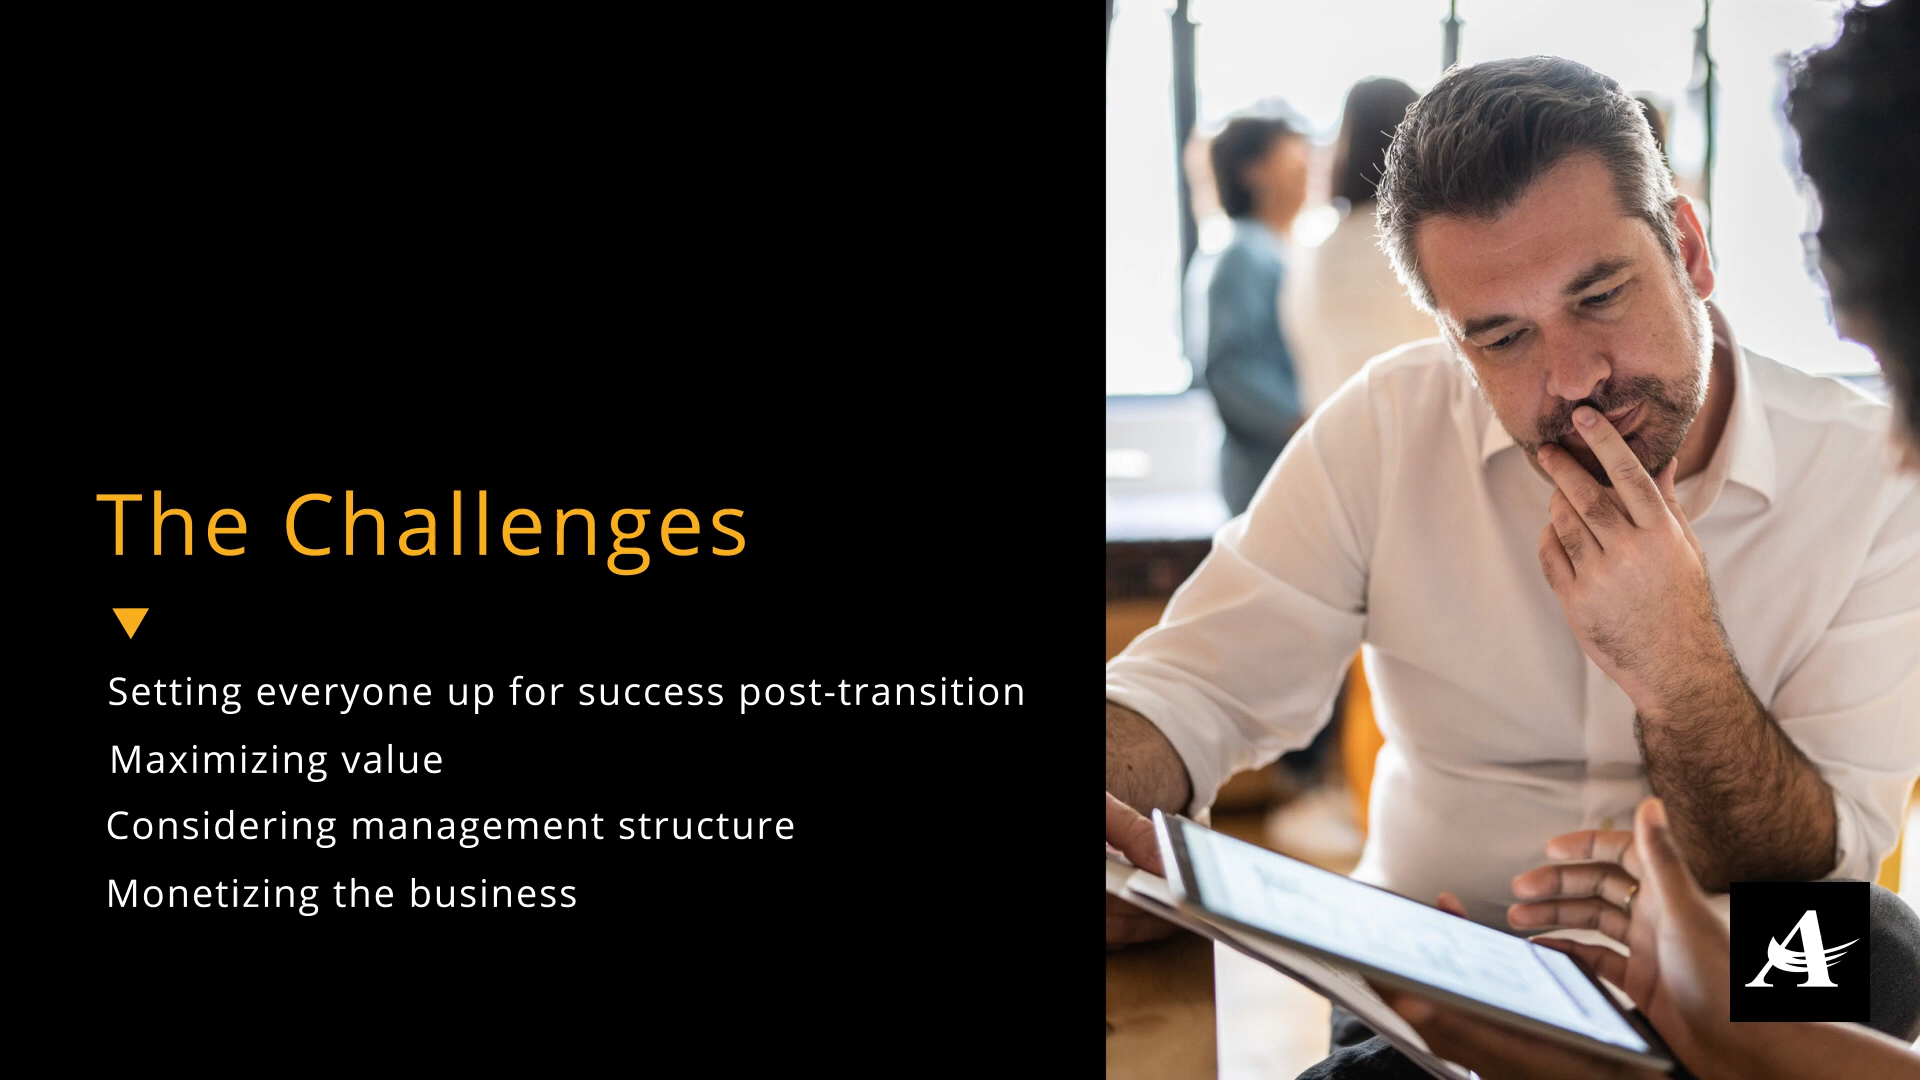 The Challenges
Setting everyone up for success post-transition
Maximizing value
Considering management structure
Monetizing the business
A